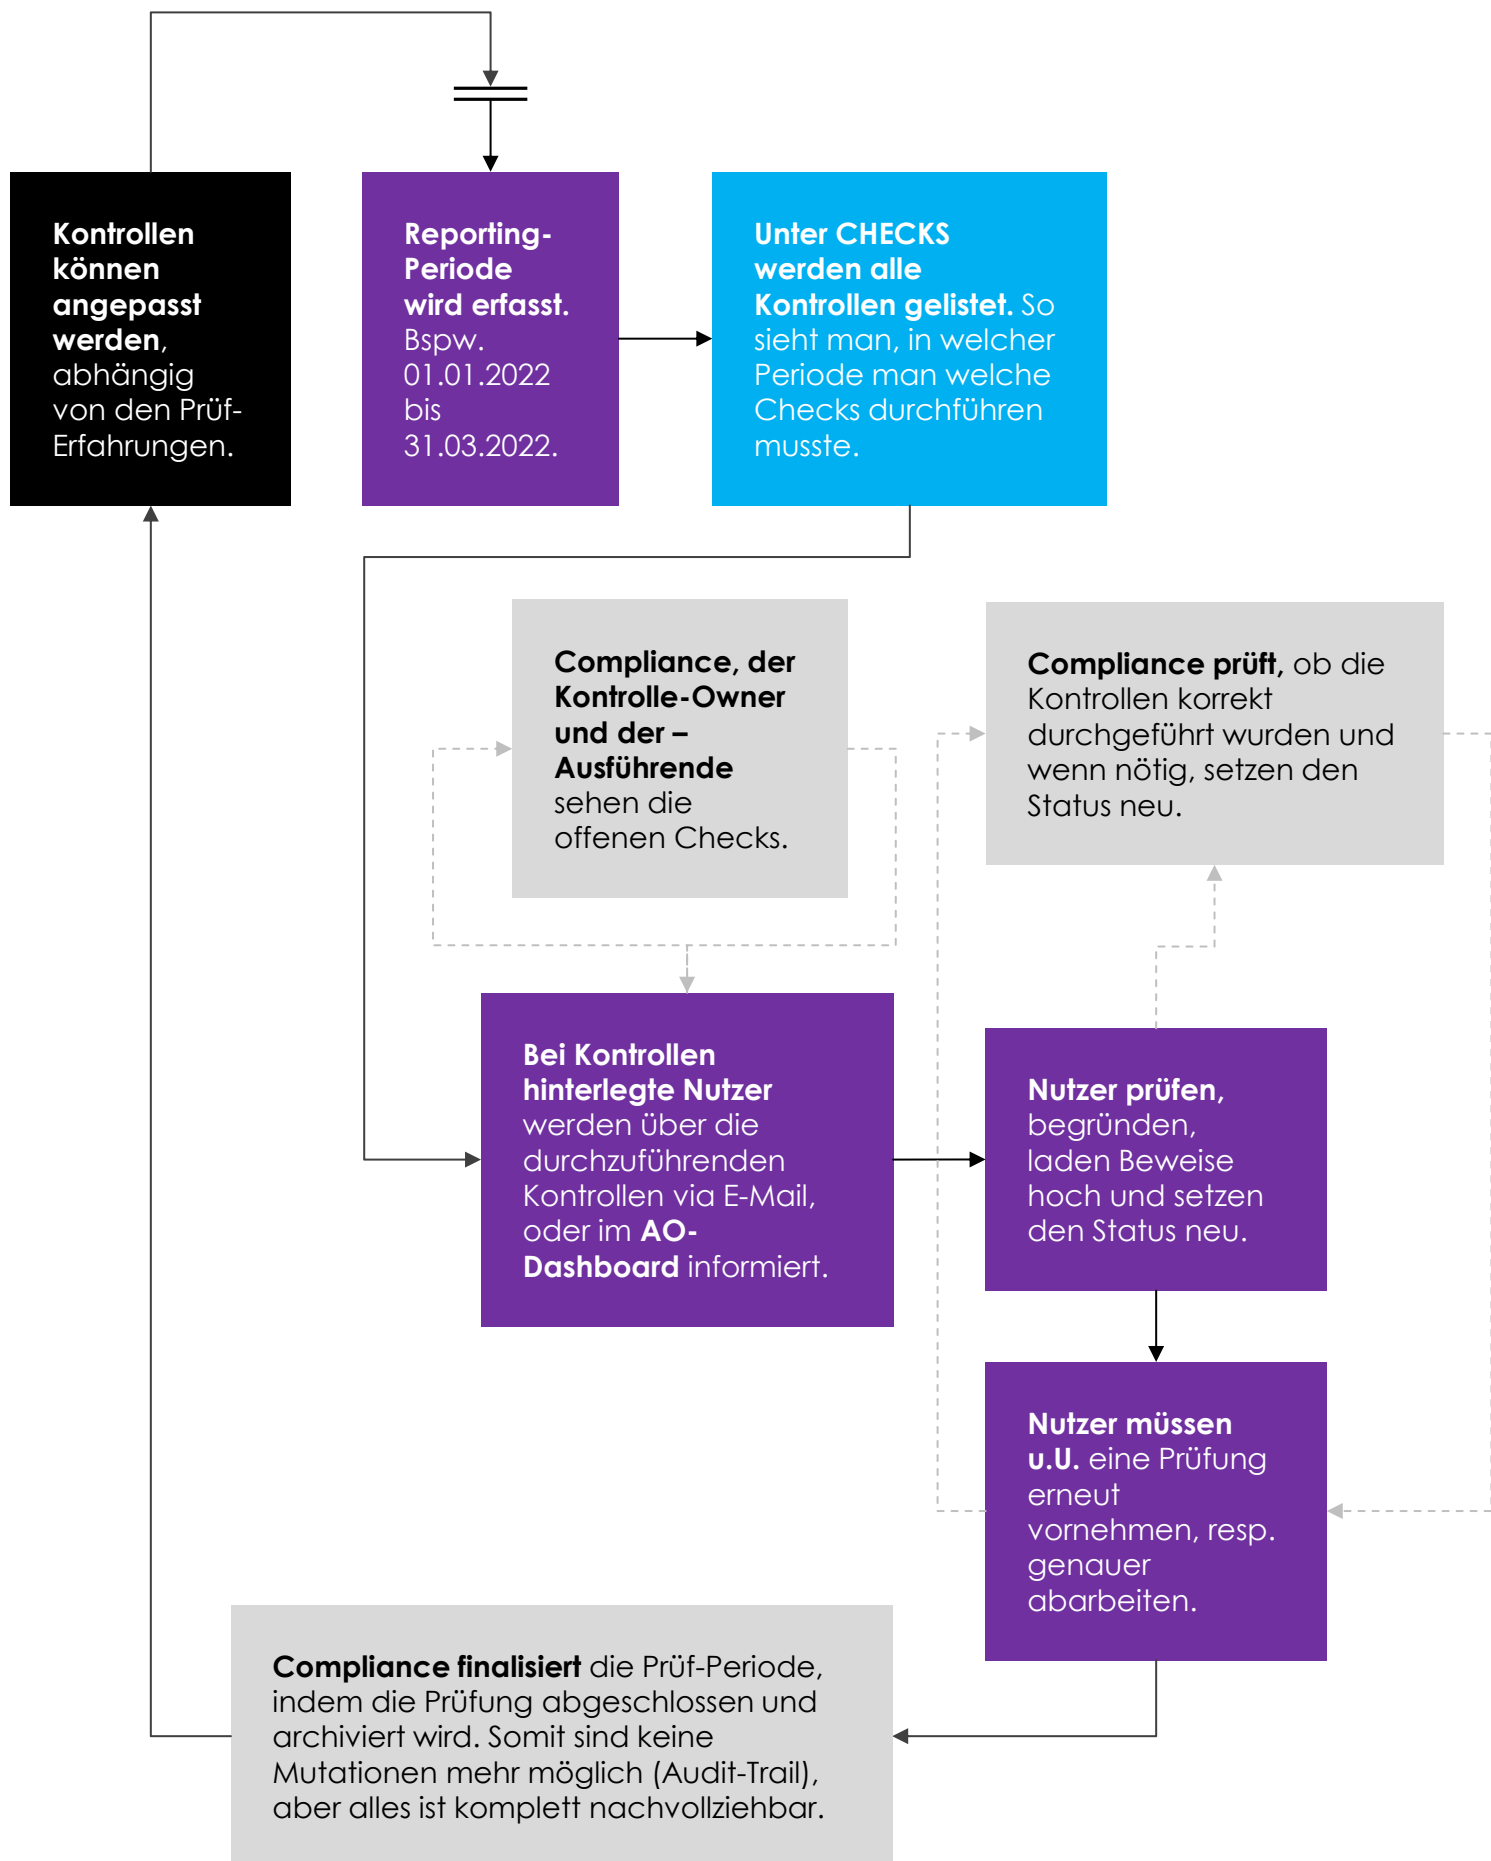 Kontrollen
können
angepasst
werden,
abhängig
von den Prüf-
Erfahrungen.
Reporting-
Periode
wird erfasst.
Bspw.
01.01.2022
bis
31.03.2022.
Unter CHECKS
werden alle
Kontrollen gelistet. So
sieht man, in welcher
Periode man welche
Checks durchführen
musste.
Compliance, der
Kontrolle-Owner
und der –
Ausführende
sehen die
offenen Checks.
Compliance prüft, ob die
Kontrollen korrekt
durchgeführt wurden und
wenn nötig, setzen den
Status neu.
Bei Kontrollen
hinterlegte Nutzer
werden über die
durchzuführenden
Kontrollen via E-Mail,
oder im AO-
Dashboard informiert.
Nutzer prüfen,
begründen,
laden Beweise
hoch und setzen
den Status neu.
Nutzer müssen
u.U. eine Prüfung
erneut
vornehmen, resp.
genauer
abarbeiten.
Compliance finalisiert die Prüf-Periode,
indem die Prüfung abgeschlossen und
archiviert wird. Somit sind keine
Mutationen mehr möglich (Audit-Trail),
aber alles ist komplett nachvollziehbar.